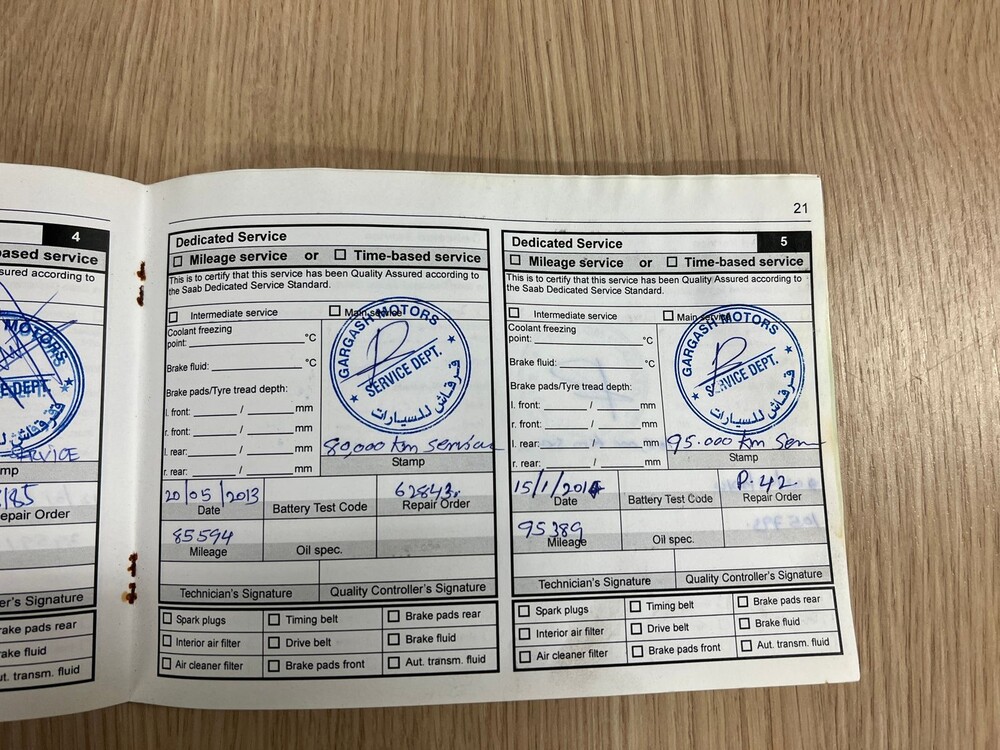 4
ased service
sured according to
MOTORS
E DEPT.
SERVICE
mp
185
epair Order
er's Signature
rake pads rear
ake fluid
ut. transm. fluid
21
Dedicated Service
Mileage service or Time-based service
This is to certify that this service has been Quality Assured according to
the Saab Dedicated Service Standard.
Intermediate service
Main service
Coolant freezing
point: °C
Brake fluid: °C
Brake pads/Tyre tread depth:
l. front: / mm
r. front: / mm
l. rear: / mm
r. rear: / mm
GARGASH MOTORS
SERVICE DEPT.
قرقاش للسيارات
80,000 km service
Stamp
20/05/2013
Date
Battery Test Code
62843.
Repair Order
85594
Mileage
Oil spec.
Technician's Signature
Quality Controller's Signature
Spark plugs
Timing belt
Brake pads rear
Interior air filter
Drive belt
Brake fluid
Air cleaner filter
Brake pads front
Aut. transm. fluid
Dedicated Service
5
Mileage service or Time-based service
This is to certify that this service has been Quality Assured according to
the Saab Dedicated Service Standard.
Intermediate service
Main service
Coolant freezing
point: °C
Brake fluid: °C
Brake pads/Tyre tread depth:
l. front: / mm
r. front: / mm
l. rear: / mm
r. rear: / mm
GARGASH MOTORS
SERVICE DEPT.
قرقاش للسيارات
95.000 km Ser
Stamp
15/1/2014
Date
Battery Test Code
P.42
Repair Order
95389
Mileage
Oil spec.
Technician's Signature
Quality Controller's Signature
Spark plugs
Timing belt
Brake pads rear
Interior air filter
Drive belt
Brake fluid
Air cleaner filter
Brake pads front
Aut. transm. fluid